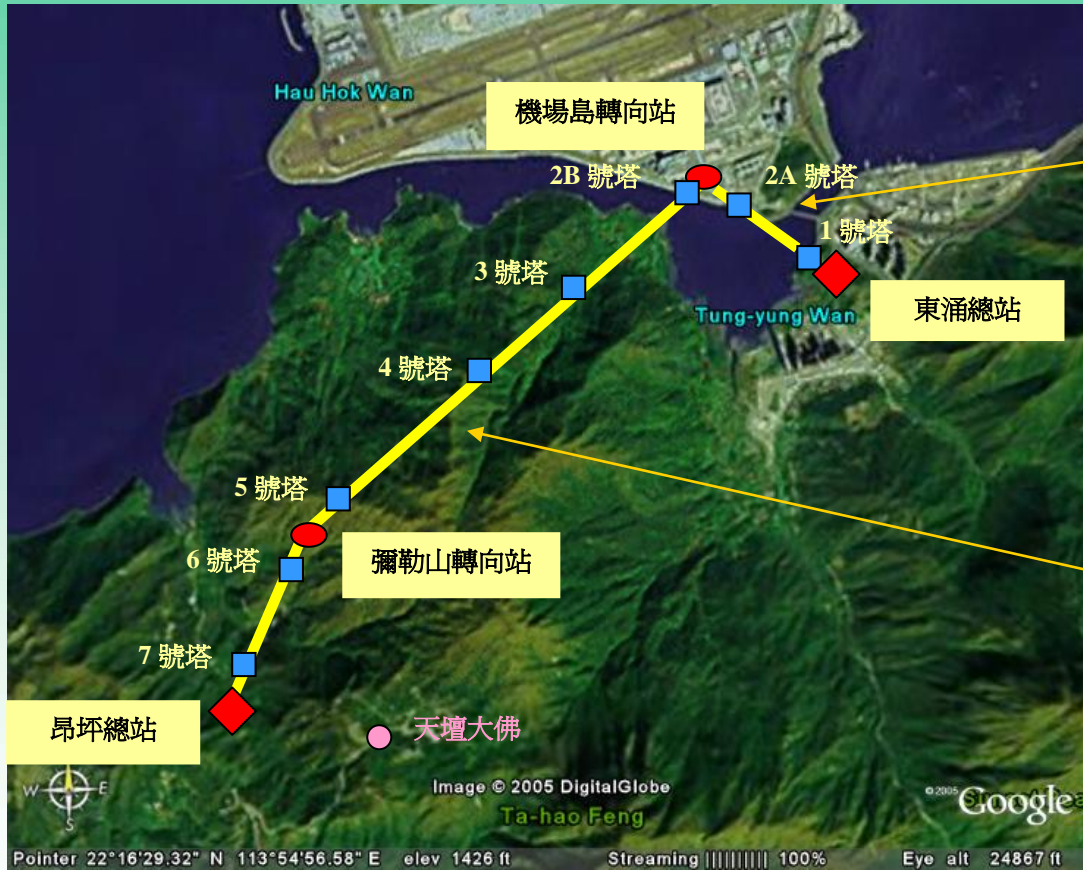 Hau Hok Wan
機場島轉向站
2B 號塔
2A 號塔
1 號塔
3 號塔
Tung-yung Wan
東涌總站
4 號塔
5 號塔
彌勒山轉向站
6 號塔
7 號塔
昂坪總站
天壇大佛
W E
S
Image © 2005 DigitalGlobe
Ta-hao Feng
© 2005 Google
Pointer 22°16'29.32" N 113°54'56.58" E elev 1426 ft Streaming |||||||||| 100% Eye alt 24867 ft